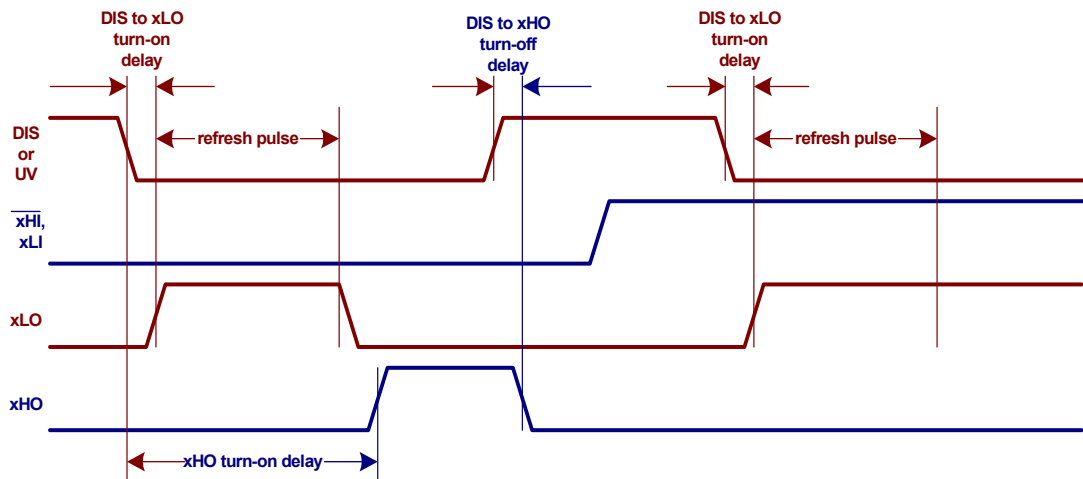 DIS to xLO
turn-on
delay
DIS to xHO
turn-off
delay
DIS to xLO
turn-on
delay
DIS
or
UV
refresh pulse
refresh pulse
xHI,
xLI
xLO
xHO
xHO turn-on delay